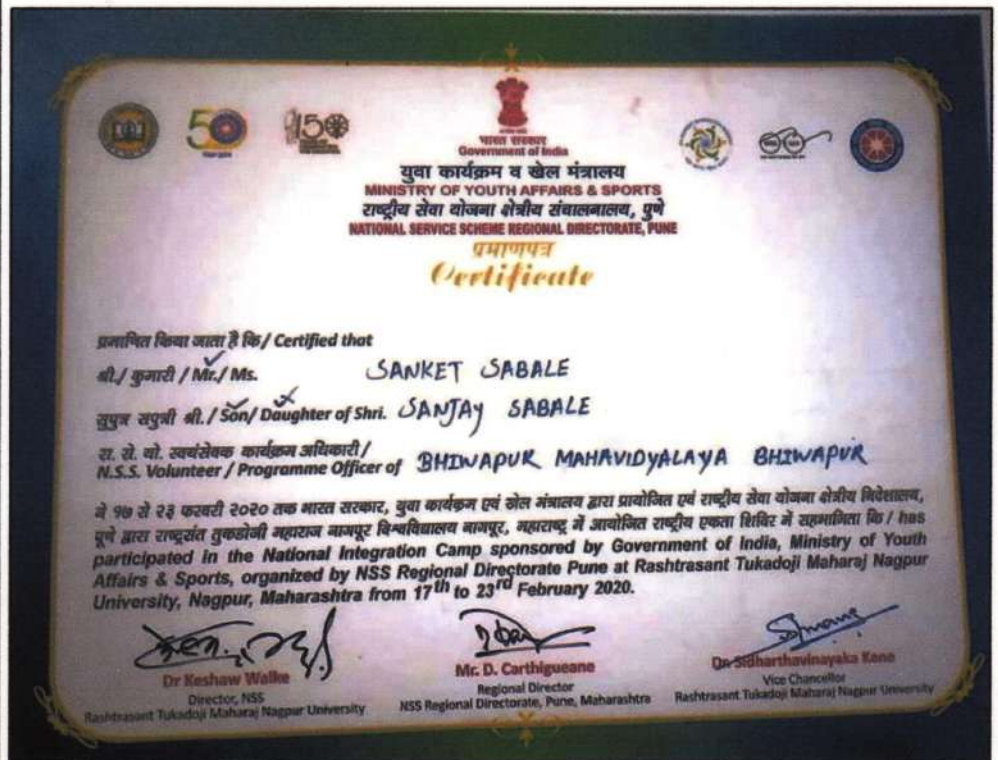 50
150
भारत सरकार
Government of India
युवा कार्यक्रम व खेल मंत्रालय
MINISTRY OF YOUTH AFFAIRS & SPORTS
राष्ट्रीय सेवा योजना क्षेत्रीय संचालनालय, पुणे
NATIONAL SERVICE SCHEME REGIONAL DIRECTORATE, PUNE
प्रमाणपत्र
Certificate
प्रमाणित किया जाता है कि / Certified that
श्री./ कुमारी / Mr./ Ms. SANKET SABALE
सुपुत्र सपुत्री श्री. / Son/ Daughter of Shri. SANJAY SABALE
रा. से. यो. स्वयंसेवक कार्यक्रम अधिकारी /
N.S.S. Volunteer / Programme Officer of BHIWAPUR MAHAVIDYALAYA BHIWAPUR
ने १७ से २३ फरवरी २०२० तक भारत सरकार, युवा कार्यक्रम एवं खेल मंत्रालय द्वारा प्रायोजित एवं राष्ट्रीय सेवा योजना क्षेत्रीय निदेशालय,
पूणे द्वारा राष्ट्रसंत तुकडोजी महाराज नागपूर विश्वविद्यालय नागपूर, महाराष्ट्र में आयोजित राष्ट्रीय एकता शिविर में सहभागिता कि / has
participated in the National Integration Camp sponsored by Government of India, Ministry of Youth
Affairs & Sports, organized by NSS Regional Directorate Pune at Rashtrasant Tukadoji Maharaj Nagpur
University, Nagpur, Maharashtra from 17th to 23rd February 2020.
Dr Keshaw Walke
Director, NSS
Rashtrasant Tukadoji Maharaj Nagpur University
Mr. D. Carthigueane
Regional Director
NSS Regional Directorate, Pune, Maharashtra
Dr. Sidharthavinayaka Kane
Vice Chancellor
Rashtrasant Tukadoji Maharaj Nagpur University